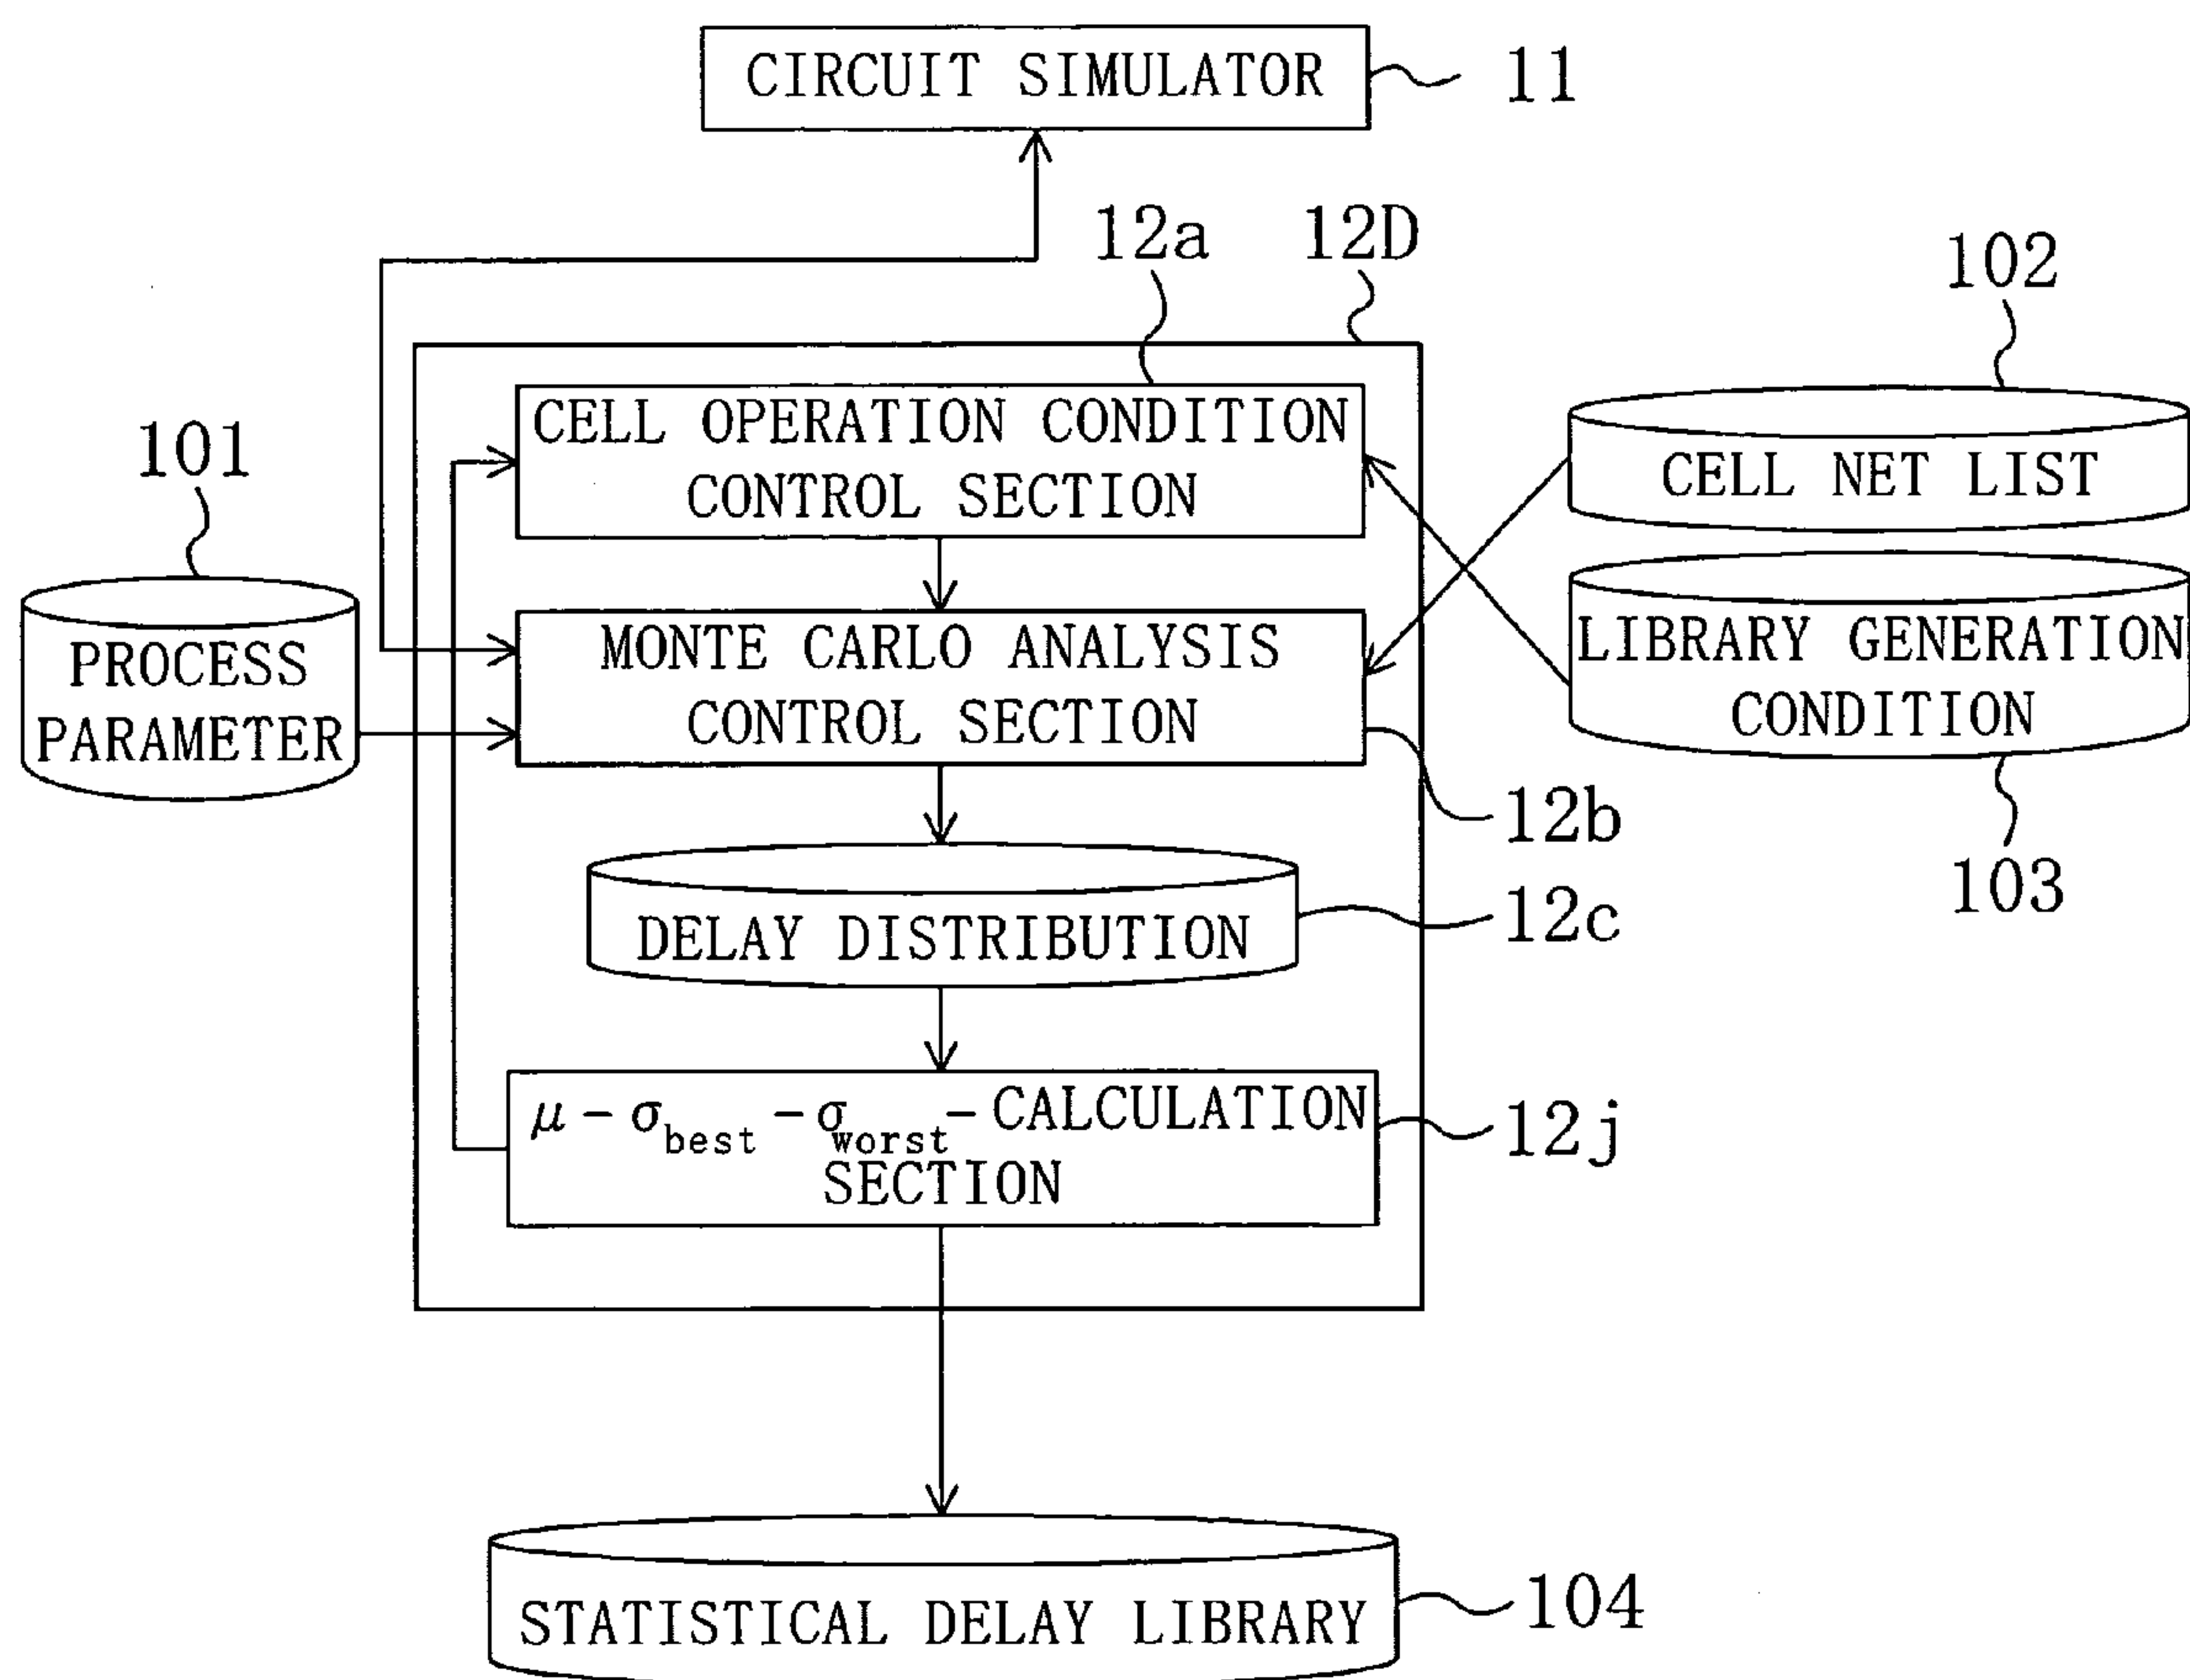 CIRCUIT SIMULATOR
11
12a
12D
102
CELL OPERATION CONDITION
CONTROL SECTION
101
CELL NET LIST
PROCESS
PARAMETER
MONTE CARLO ANALYSIS
CONTROL SECTION
LIBRARY GENERATION
CONDITION
12b
103
DELAY DISTRIBUTION
12c
μ - σbest - σworst - CALCULATION
SECTION
12j
STATISTICAL DELAY LIBRARY
104